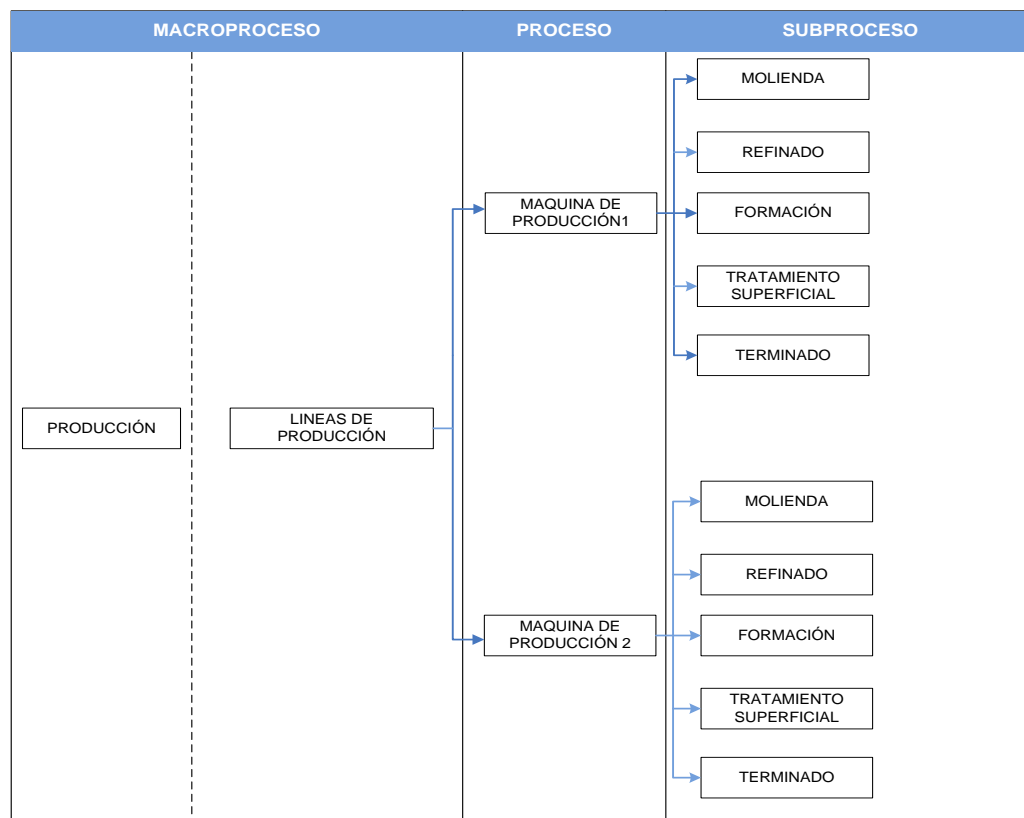 MACROPROCESO
PROCESO
SUBPROCESO
PRODUCCIÓN
LINEAS DE
PRODUCCIÓN
MAQUINA DE
PRODUCCIÓN1
MOLIENDA
REFINADO
FORMACIÓN
TRATAMIENTO
SUPERFICIAL
TERMINADO
MAQUINA DE
PRODUCCIÓN 2
MOLIENDA
REFINADO
FORMACIÓN
TRATAMIENTO
SUPERFICIAL
TERMINADO